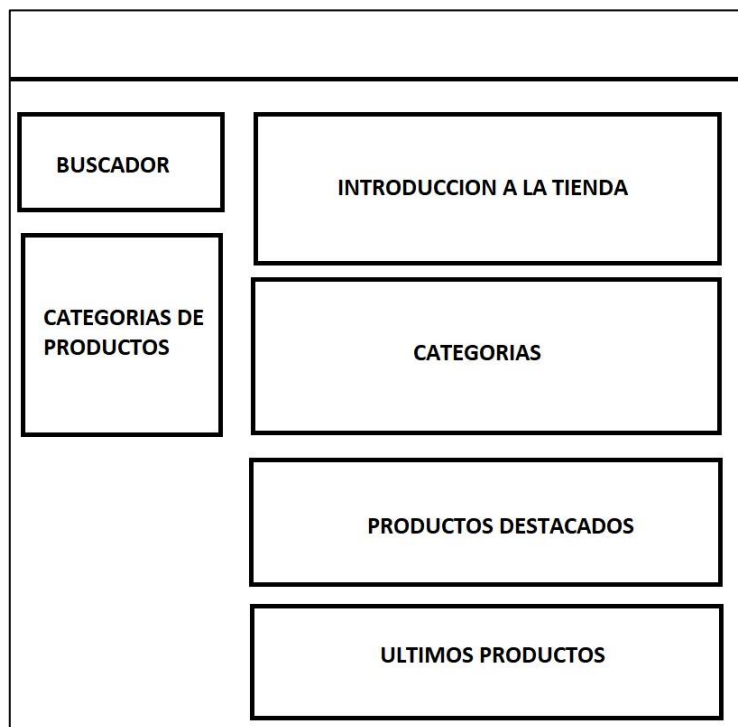 BUSCADOR
INTRODUCCION A LA TIENDA
CATEGORIAS DE
PRODUCTOS
CATEGORIAS
PRODUCTOS DESTACADOS
ULTIMOS PRODUCTOS